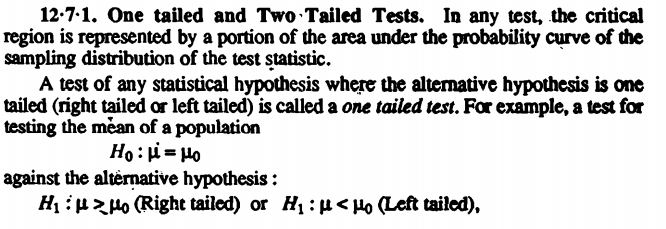 12·7·1. One tailed and Two Tailed Tests. In any test, the critical
region is represented by a portion of the area under the probability curve of the
sampling distribution of the test statistic.
A test of any statistical hypothesis where the alternative hypothesis is one
tailed (right tailed or left tailed) is called a one tailed test. For example, a test for
testing the mean of a population
H₀ : μ = μ₀
against the alternative hypothesis :
H₁ : μ > μ₀ (Right tailed) or H₁ : μ < μ₀ (Left tailed),